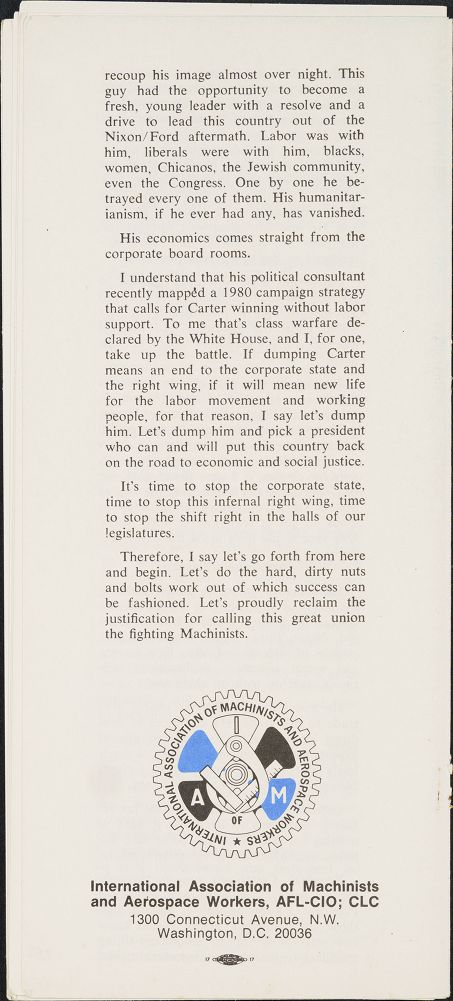 recoup his image almost over night. This
guy had the opportunity to become a
fresh, young leader with a resolve and a
drive to lead this country out of the
Nixon/Ford aftermath. Labor was with
him, liberals were with him, blacks,
women, Chicanos, the Jewish community,
even the Congress. One by one he be-
trayed every one of them. His humanitar-
ianism, if he ever had any, has vanished.
His economics comes straight from the
corporate board rooms.
I understand that his political consultant
recently mapped a 1980 campaign strategy
that calls for Carter winning without labor
support. To me that's class warfare de-
clared by the White House, and I, for one,
take up the battle. If dumping Carter
means an end to the corporate state and
the right wing, if it will mean new life
for the labor movement and working
people, for that reason, I say let's dump
him. Let's dump him and pick a president
who can and will put this country back
on the road to economic and social justice.
It's time to stop the corporate state,
time to stop this infernal right wing, time
to stop the shift right in the halls of our
legislatures.
Therefore, I say let's go forth from here
and begin. Let's do the hard, dirty nuts
and bolts work out of which success can
be fashioned. Let's proudly reclaim the
justification for calling this great union
the fighting Machinists.
INTERNATIONAL ASSOCIATION OF MACHINISTS AND AEROSPACE WORKERS ★
I
A
M
OF
International Association of Machinists
and Aerospace Workers, AFL-CIO; CLC
1300 Connecticut Avenue, N.W.
Washington, D.C. 20036
17
17